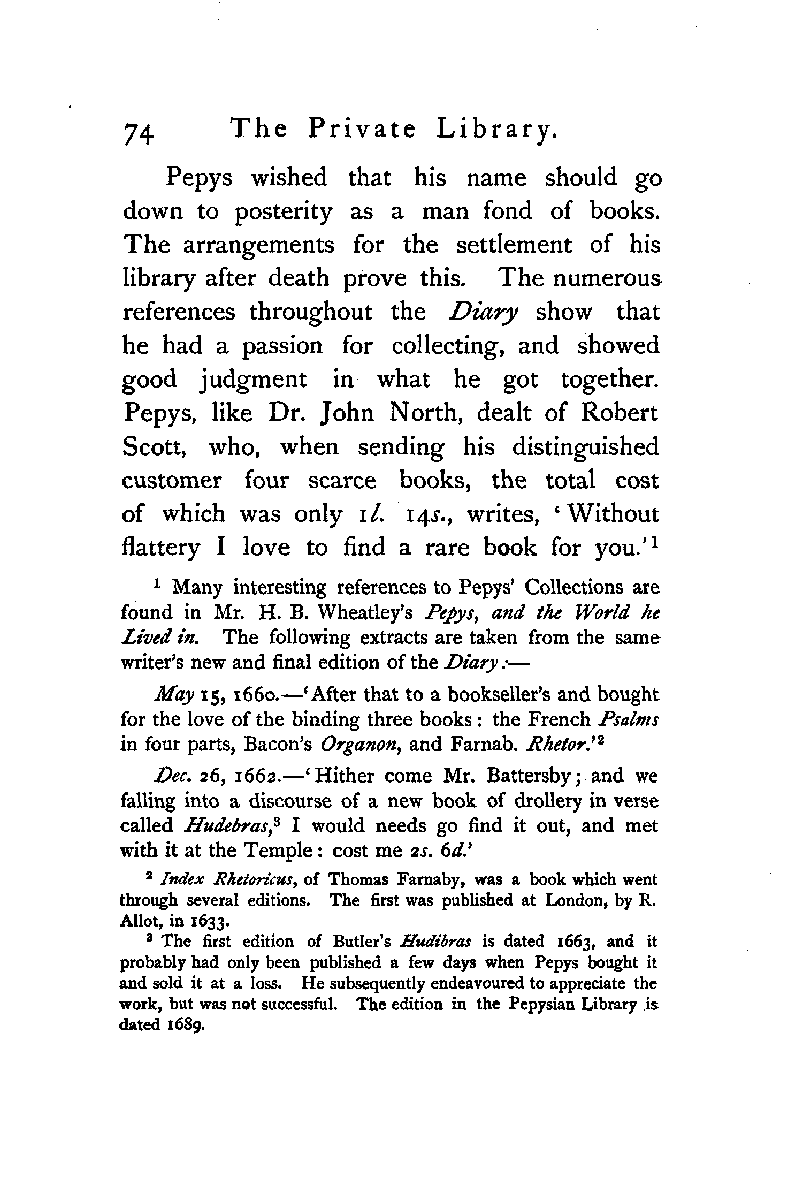 74 The Private Library.
Pepys wished that his name should go
down to posterity as a man fond of books.
The arrangements for the settlement of his
library after death prove this. The numerous
references throughout the Diary show that
he had a passion for collecting, and showed
good judgment in what he got together.
Pepys, like Dr. John North, dealt of Robert
Scott, who, when sending his distinguished
customer four scarce books, the total cost
of which was only 1l. 14s., writes, ‘Without
flattery I love to find a rare book for you.’¹
¹ Many interesting references to Pepys’ Collections are
found in Mr. H. B. Wheatley’s Pepys, and the World he
Lived in. The following extracts are taken from the same
writer’s new and final edition of the Diary:—
May 15, 1660.—‘After that to a bookseller’s and bought
for the love of the binding three books: the French Psalms
in four parts, Bacon’s Organon, and Farnab. Rhetor.’²
Dec. 26, 1662.—‘Hither come Mr. Battersby; and we
falling into a discourse of a new book of drollery in verse
called Hudebras,³ I would needs go find it out, and met
with it at the Temple: cost me 2s. 6d.’
² Index Rhetoricus, of Thomas Farnaby, was a book which went
through several editions. The first was published at London, by R.
Allot, in 1633.
³ The first edition of Butler’s Hudibras is dated 1663, and it
probably had only been published a few days when Pepys bought it
and sold it at a loss. He subsequently endeavoured to appreciate the
work, but was not successful. The edition in the Pepysian Library is
dated 1689.